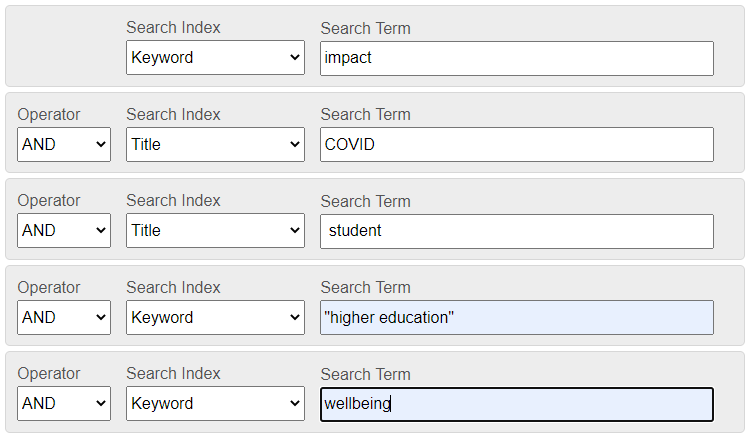 Search Index Search Term
Keyword impact
Operator Search Index Search Term
AND Title COVID
Operator Search Index Search Term
AND Title student
Operator Search Index Search Term
AND Keyword "higher education"
Operator Search Index Search Term
AND Keyword wellbeing